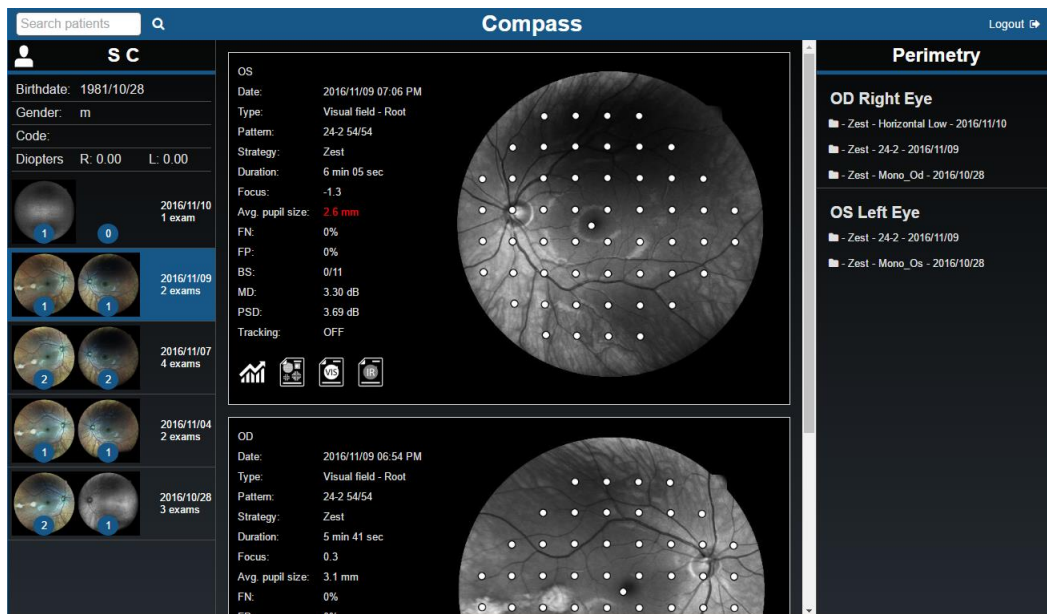 Search patients
Compass
Logout
S C
Birthdate: 1981/10/28
Gender: m
Code:
Diopters R: 0.00 L: 0.00
1 0 2016/11/10
1 exam
1 1 2016/11/09
2 exams
2 2 2016/11/07
4 exams
1 1 2016/11/04
2 exams
2 1 2016/10/28
3 exams
OS
Date: 2016/11/09 07:06 PM
Type: Visual field - Root
Pattern: 24-2 54/54
Strategy: Zest
Duration: 6 min 05 sec
Focus: -1.3
Avg. pupil size: 2.6 mm
FN: 0%
FP: 0%
BS: 0/11
MD: 3.30 dB
PSD: 3.69 dB
Tracking: OFF
VIS IR
OD
Date: 2016/11/09 06:54 PM
Type: Visual field - Root
Pattern: 24-2 54/54
Strategy: Zest
Duration: 5 min 41 sec
Focus: 0.3
Avg. pupil size: 3.1 mm
FN: 0%
Perimetry
OD Right Eye
- Zest - Horizontal Low - 2016/11/10
- Zest - 24-2 - 2016/11/09
- Zest - Mono_Od - 2016/10/28
OS Left Eye
- Zest - 24-2 - 2016/11/09
- Zest - Mono_Os - 2016/10/28